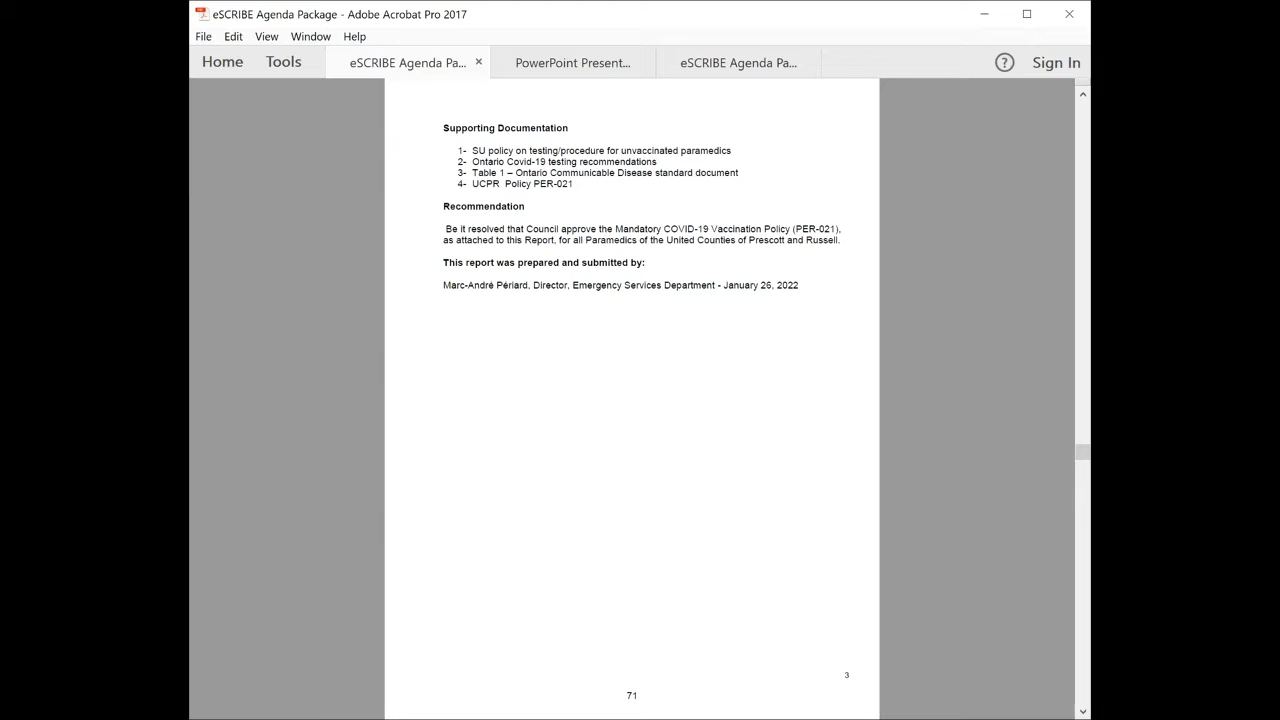 eSCRIBE Agenda Package - Adobe Acrobat Pro 2017
File Edit View Window Help
Home Tools eSCRIBE Agenda Pa... × PowerPoint Present... eSCRIBE Agenda Pa... ? Sign In
Supporting Documentation
1- SU policy on testing/procedure for unvaccinated paramedics
2- Ontario Covid-19 testing recommendations
3- Table 1 – Ontario Communicable Disease standard document
4- UCPR Policy PER-021
Recommendation
Be it resolved that Council approve the Mandatory COVID-19 Vaccination Policy (PER-021),
as attached to this Report, for all Paramedics of the United Counties of Prescott and Russell.
This report was prepared and submitted by:
Marc-André Périard, Director, Emergency Services Department - January 26, 2022
3
71